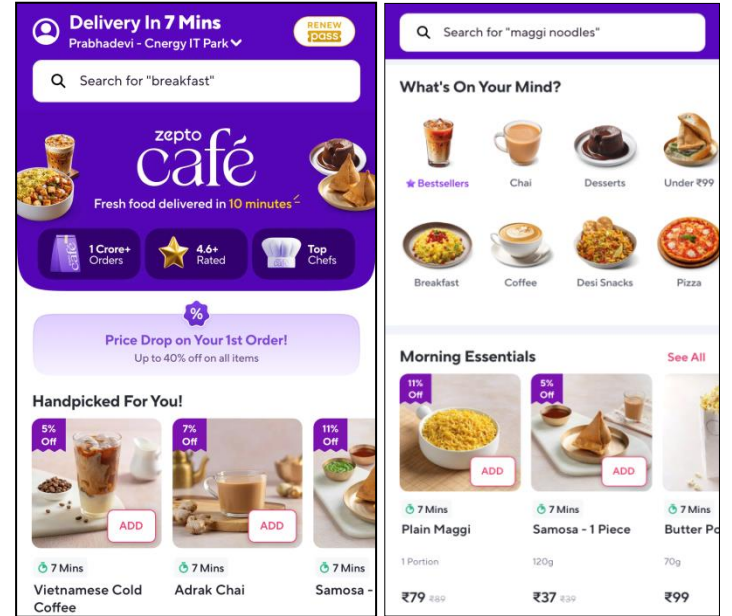 Delivery In 7 Mins
Prabhadevi - Cnergy IT Park
RENEW
pass
Search for "breakfast"
zepto
café
Fresh food delivered in 10 minutes
café
1 Crore+
Orders
4.6+
Rated
Top
Chefs
%
Price Drop on Your 1st Order!
Up to 40% off on all items
Handpicked For You!
5%
Off
7%
Off
11%
Off
ADD
ADD
7 Mins
7 Mins
7 Mins
Vietnamese Cold
Coffee
Adrak Chai
Samosa -
Search for "maggi noodles"
What's On Your Mind?
Bestsellers
Chai
Desserts
Under ₹99
Breakfast
Coffee
Desi Snacks
Pizza
Morning Essentials
See All
11%
Off
5%
Off
ADD
ADD
7 Mins
7 Mins
7 Mins
Plain Maggi
Samosa - 1 Piece
Butter Po
1 Portion
120g
70g
₹79 ₹89
₹37 ₹39
₹99